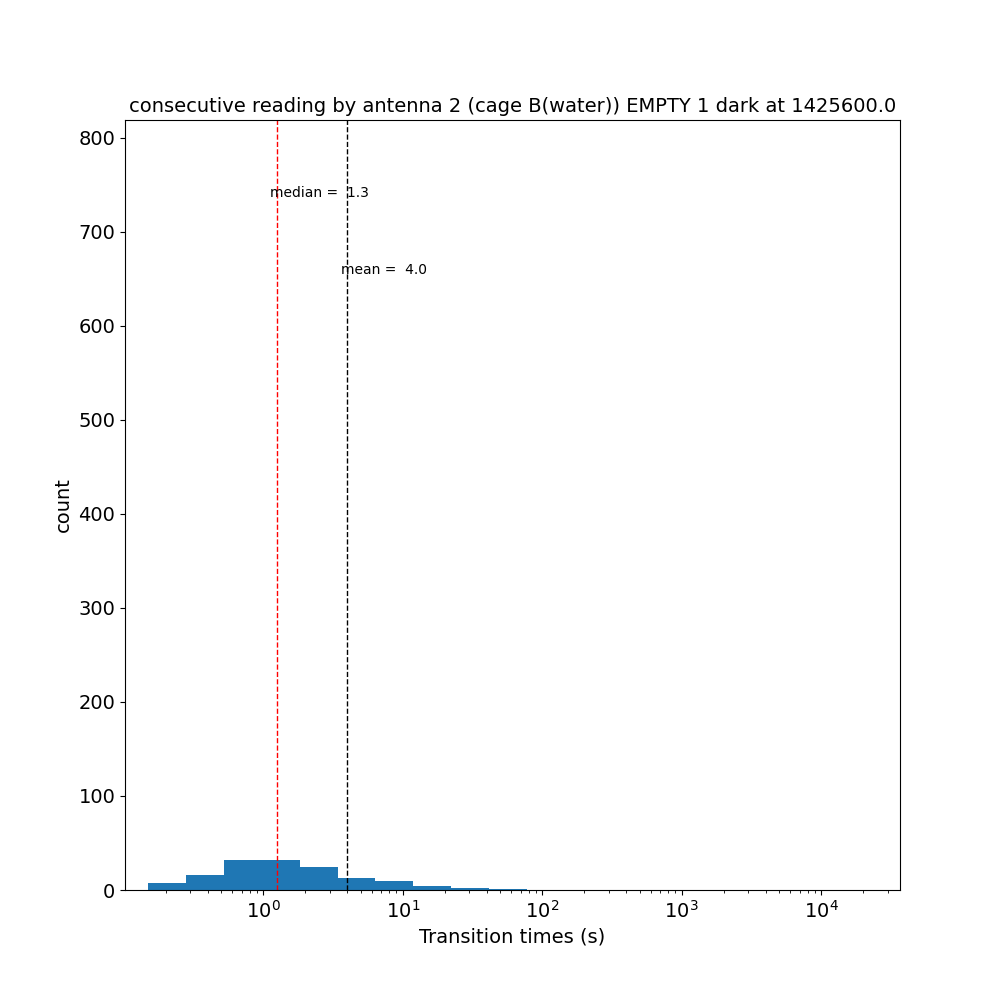 consecutive reading by antenna 2 (cage B(water)) EMPTY 1 dark at 1425600.0
800
median =  1.3
700
mean =  4.0
600
500
400
count
300
200
100
0
10⁰ 10¹ 10² 10³ 10⁴
Transition times (s)